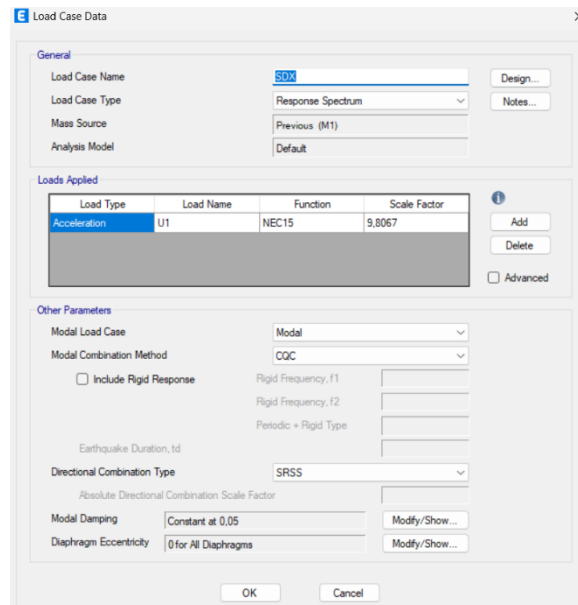 E Load Case Data
General
Load Case Name SDX Design...
Load Case Type Response Spectrum Notes...
Mass Source Previous (M1)
Analysis Model Default
Loads Applied
Load Type Load Name Function Scale Factor
Acceleration U1 NEC15 9,8067 Add
Delete
Advanced
Other Parameters
Modal Load Case Modal
Modal Combination Method CQC
Include Rigid Response Rigid Frequency, f1
Rigid Frequency, f2
Periodic + Rigid Type
Earthquake Duration, td
Directional Combination Type SRSS
Absolute Directional Combination Scale Factor
Modal Damping Constant at 0,05 Modify/Show...
Diaphragm Eccentricity 0 for All Diaphragms Modify/Show...
OK Cancel